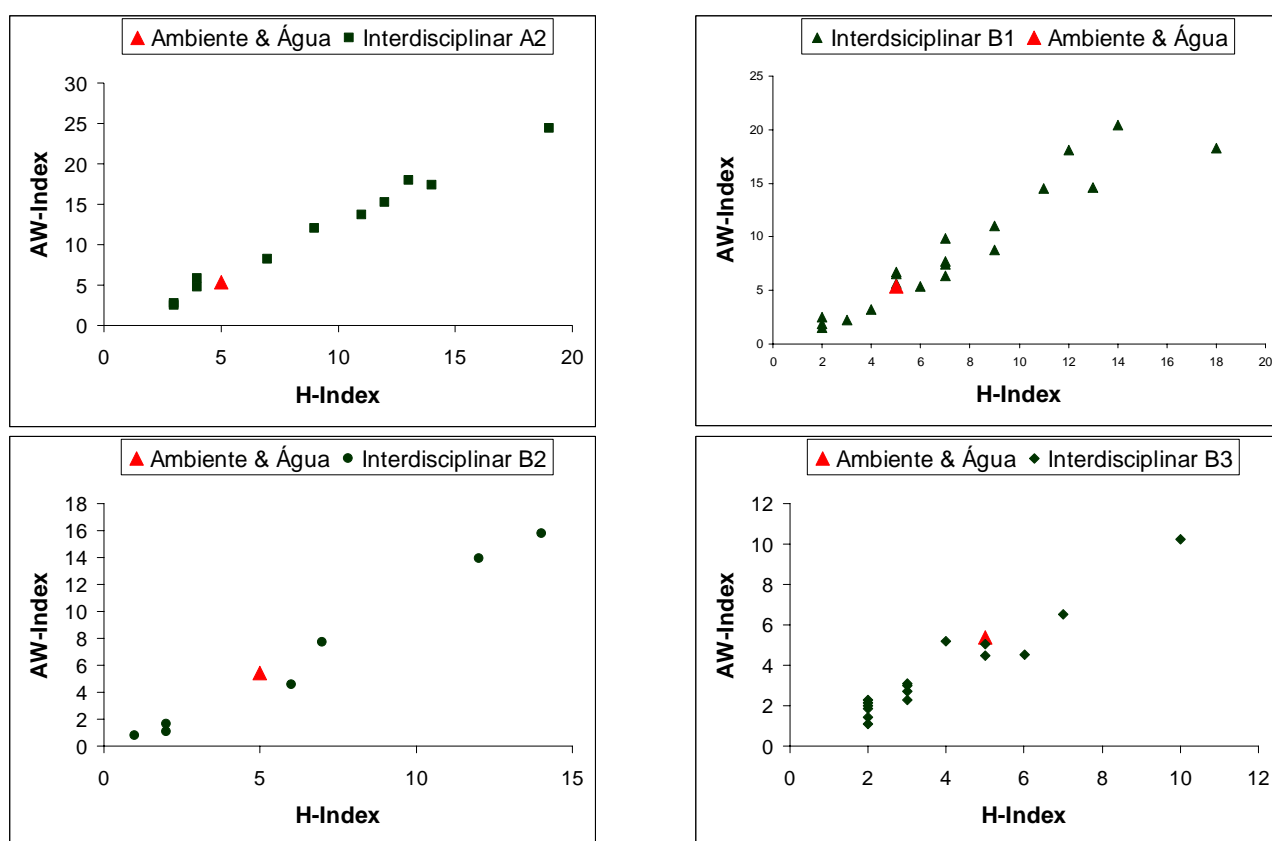 Ambiente & Água Interdisciplinar A2
30
25
20
15
10
5
0
0 5 10 15 20
AW-Index
H-Index
Interdsiciplinar B1 Ambiente & Água
25
20
15
10
5
0
0 2 4 6 8 10 12 14 16 18 20
AW-Index
H-Index
Ambiente & Água Interdisciplinar B2
18
16
14
12
10
8
6
4
2
0
0 5 10 15
AW-Index
H-Index
Ambiente & Água Interdisciplinar B3
12
10
8
6
4
2
0
0 2 4 6 8 10 12
AW-Index
H-Index